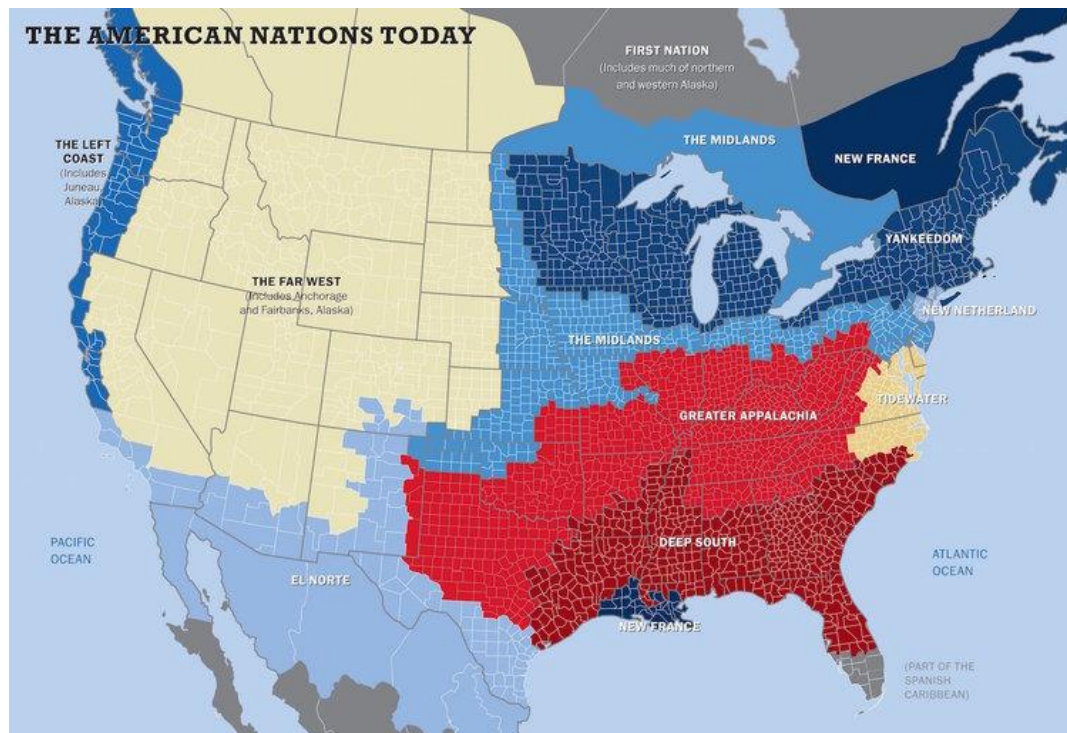 THE AMERICAN NATIONS TODAY
FIRST NATION
(Includes much of northern
and western Alaska)
THE LEFT
COAST
(Includes
Juneau,
Alaska)
THE MIDLANDS
NEW FRANCE
YANKEEDOM
THE FAR WEST
(Includes Anchorage
and Fairbanks, Alaska)
NEW NETHERLAND
THE MIDLANDS
TIDEWATER
GREATER APPALACHIA
PACIFIC
OCEAN
DEEP SOUTH
ATLANTIC
OCEAN
EL NORTE
NEW FRANCE
(PART OF THE
SPANISH
CARIBBEAN)